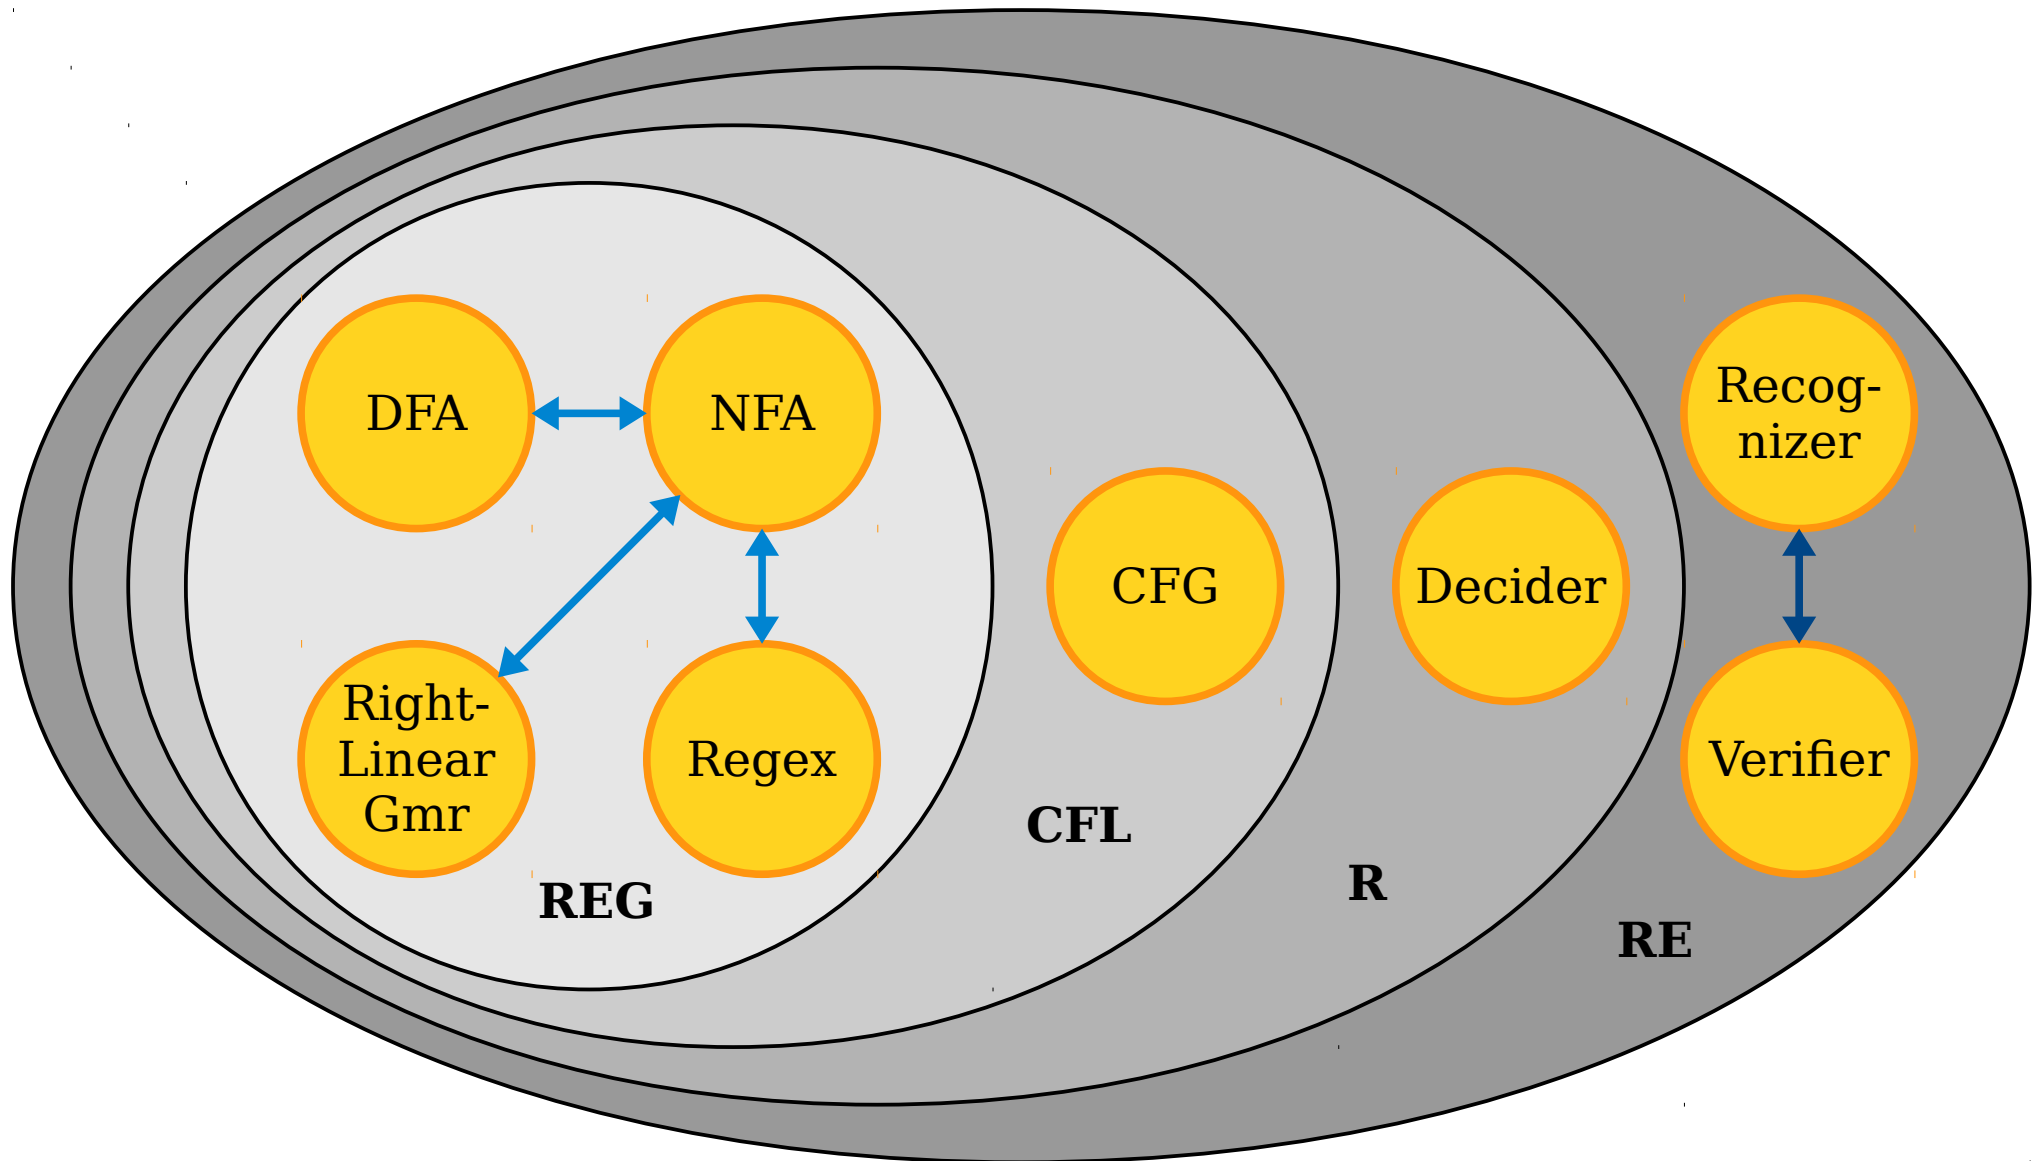 DFA
NFA
Right-
Linear
Gmr
Regex
REG
CFG
CFL
Decider
R
Recog-
nizer
Verifier
RE